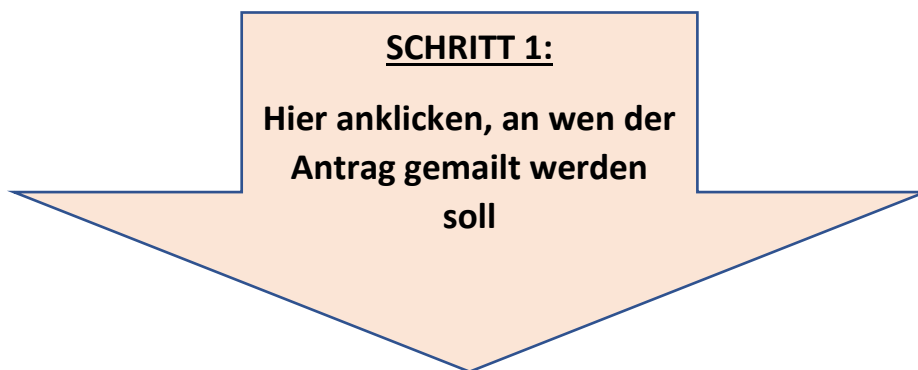 SCHRITT 1:
Hier anklicken, an wen der
Antrag gemailt werden
soll